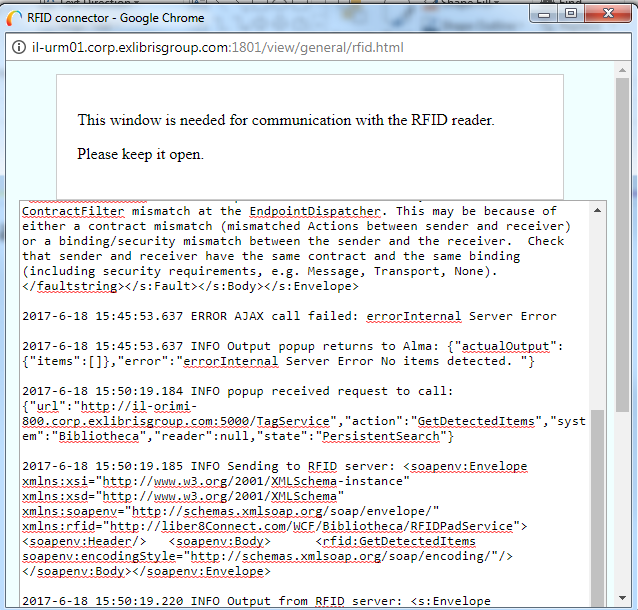 RFID connector - Google Chrome
il-urm01.corp.exlibrisgroup.com:1801/view/general/rfid.html
This window is needed for communication with the RFID reader.
Please keep it open.
ContractFilter mismatch at the EndpointDispatcher. This may be because of
either a contract mismatch (mismatched Actions between sender and receiver)
or a binding/security mismatch between the sender and the receiver.  Check
that sender and receiver have the same contract and the same binding
(including security requirements, e.g. Message, Transport, None).
</faultstring></s:Fault></s:Body></s:Envelope>
2017-6-18 15:45:53.637 ERROR AJAX call failed: errorInternal Server Error
2017-6-18 15:45:53.637 INFO Output popup returns to Alma: {"actualOutput":
{"items":[]},"error":"errorInternal Server Error No items detected. "}
2017-6-18 15:50:19.184 INFO popup received request to call:
{"url":"http://il-orimi-
800.corp.exlibrisgroup.com:5000/TagService","action":"GetDetectedItems","syst
em":"Bibliotheca","reader":null,"state":"PersistentSearch"}
2017-6-18 15:50:19.185 INFO Sending to RFID server: <soapenv:Envelope
xmlns:xsi="http://www.w3.org/2001/XMLSchema-instance"
xmlns:xsd="http://www.w3.org/2001/XMLSchema"
xmlns:soapenv="http://schemas.xmlsoap.org/soap/envelope/"
xmlns:rfid="http://liber8Connect.com/WCF/Bibliotheca/RFIDPadService">
<soapenv:Header/>   <soapenv:Body>      <rfid:GetDetectedItems
soapenv:encodingStyle="http://schemas.xmlsoap.org/soap/encoding/"/>
</soapenv:Body></soapenv:Envelope>
2017-6-18 15:50:19.220 INFO Output from RFID server: <s:Envelope